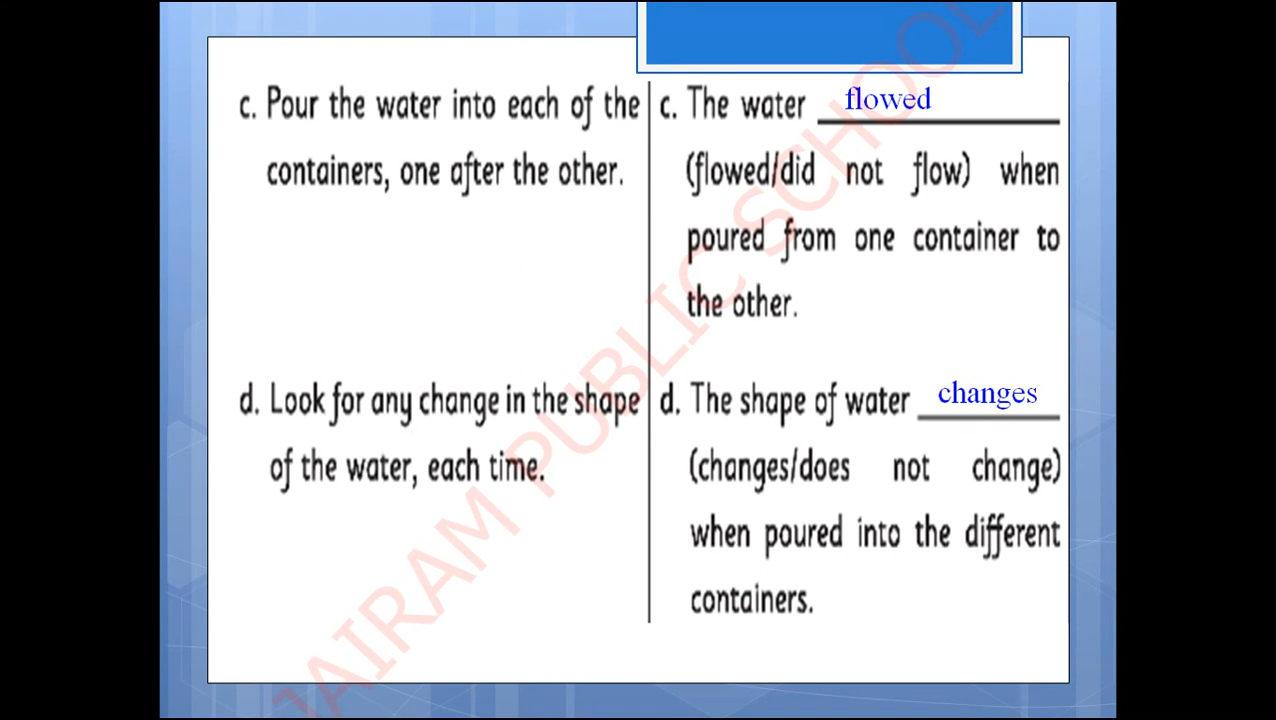 c. Pour the water into each of the
containers, one after the other.
d. Look for any change in the shape
of the water, each time.
c. The water flowed
(flowed/did not flow) when
poured from one container to
the other.
d. The shape of water changes
(changes/does not change)
when poured into the different
containers.
JAIRAM PUBLIC SCHOOL